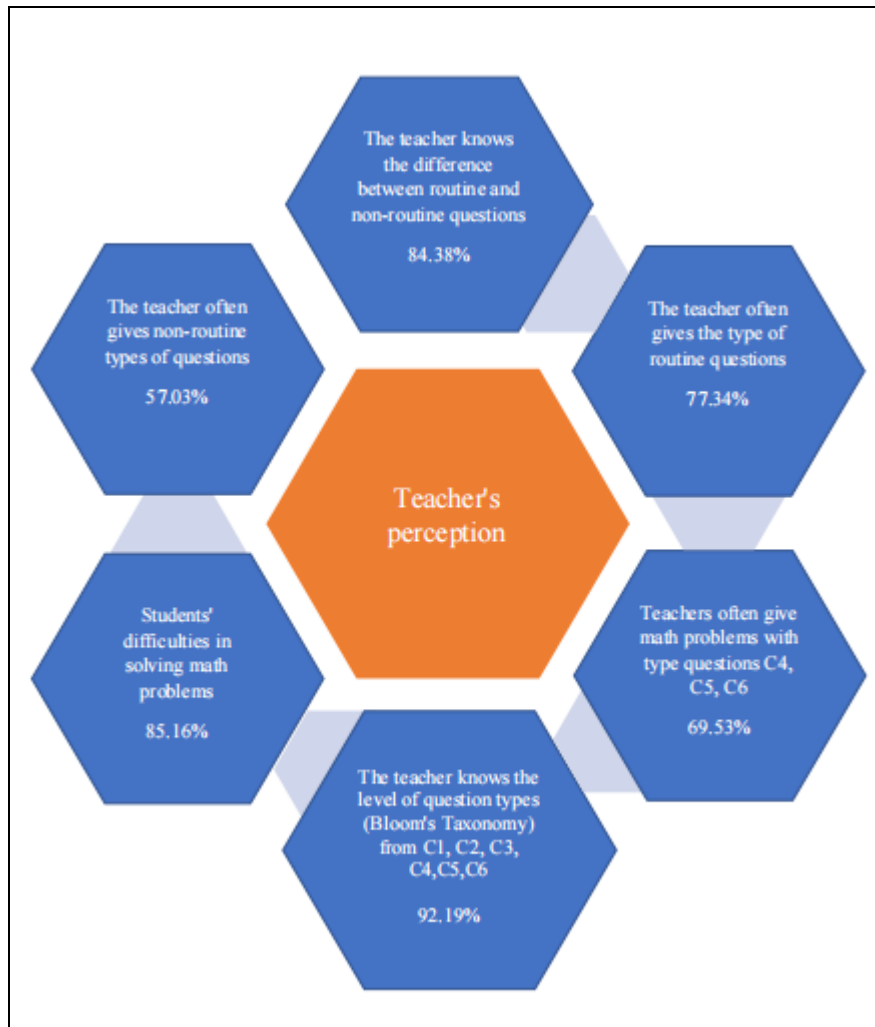 The teacher knows
the difference
between routine and
non-routine questions
84.38%
The teacher often
gives the type of
routine questions
77.34%
Teachers often give
math problems with
type questions C4,
C5, C6
69.53%
The teacher knows the
level of question types
(Bloom's Taxonomy)
from C1, C2, C3,
C4,C5,C6
92.19%
Students'
difficulties in
solving math
problems
85.16%
The teacher often
gives non-routine
types of questions
57.03%
Teacher's
perception